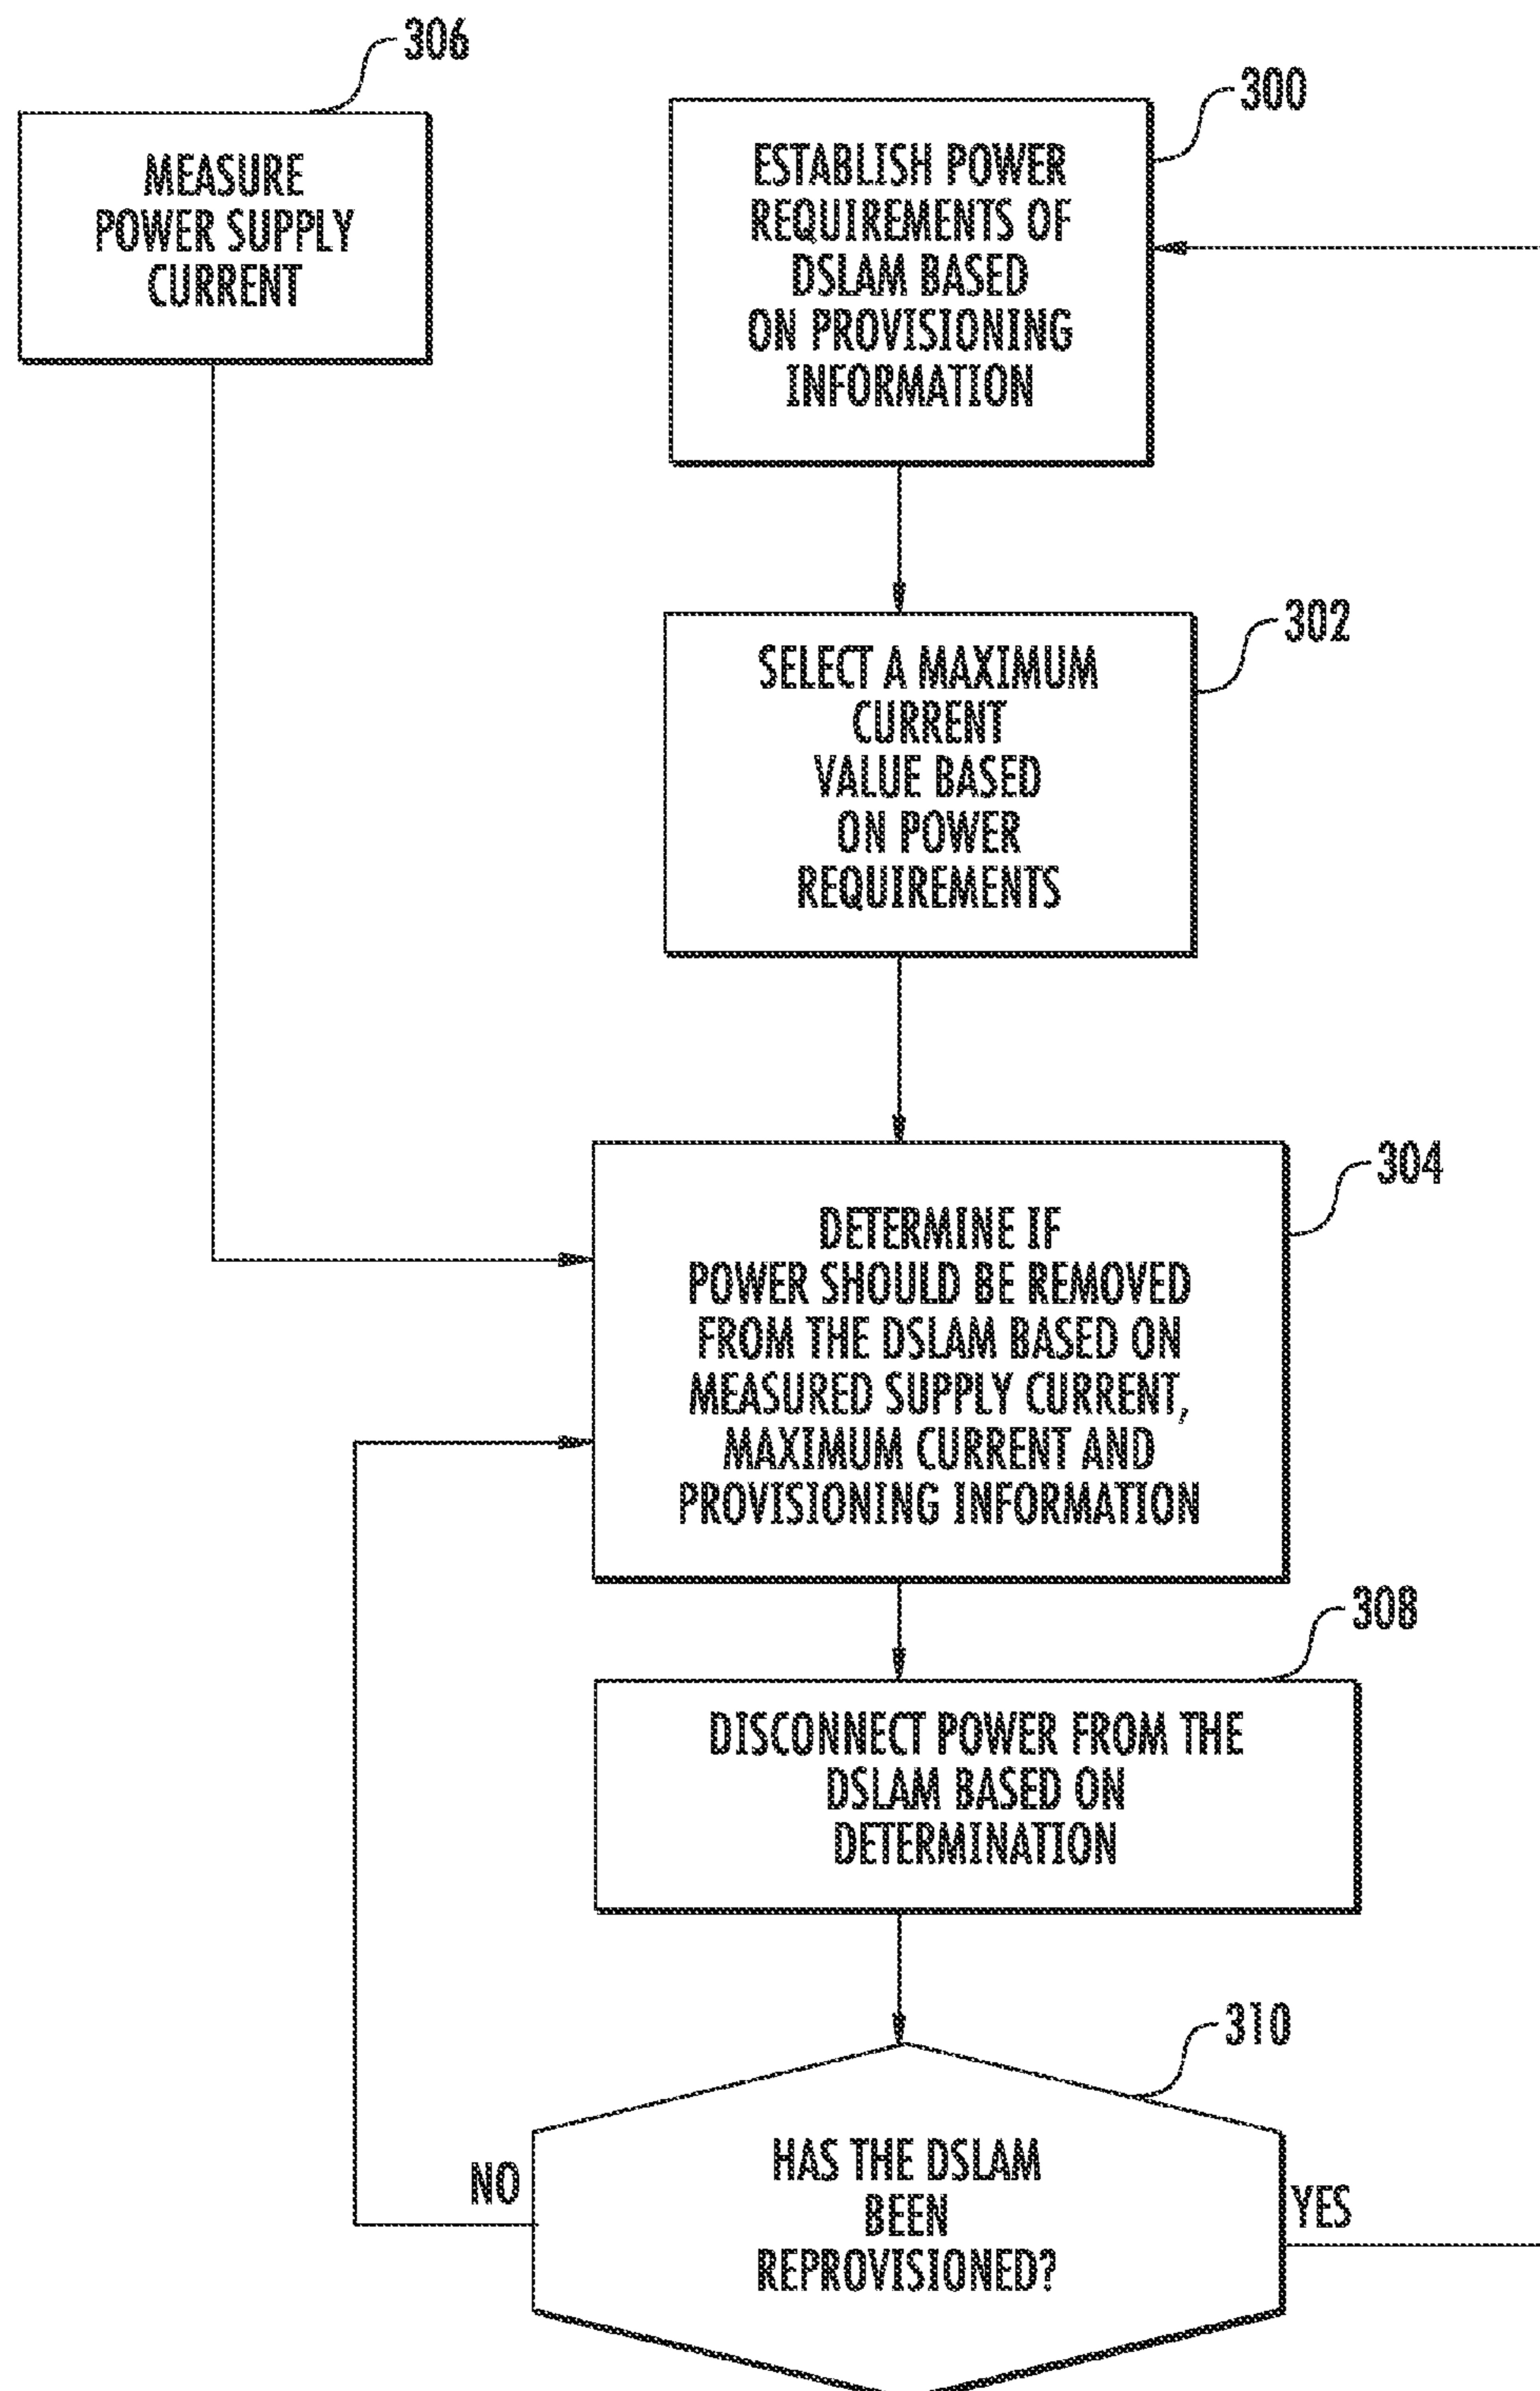 306
MEASURE
POWER SUPPLY
CURRENT
300
ESTABLISH POWER
REQUIREMENTS OF
DSLAM BASED
ON PROVISIONING
INFORMATION
302
SELECT A MAXIMUM
CURRENT
VALUE BASED
ON POWER
REQUIREMENTS
304
DETERMINE IF
POWER SHOULD BE REMOVED
FROM THE DSLAM BASED ON
MEASURED SUPPLY CURRENT,
MAXIMUM CURRENT AND
PROVISIONING INFORMATION
308
DISCONNECT POWER FROM THE
DSLAM BASED ON
DETERMINATION
310
HAS THE DSLAM
BEEN
REPROVISIONED?
NO
YES